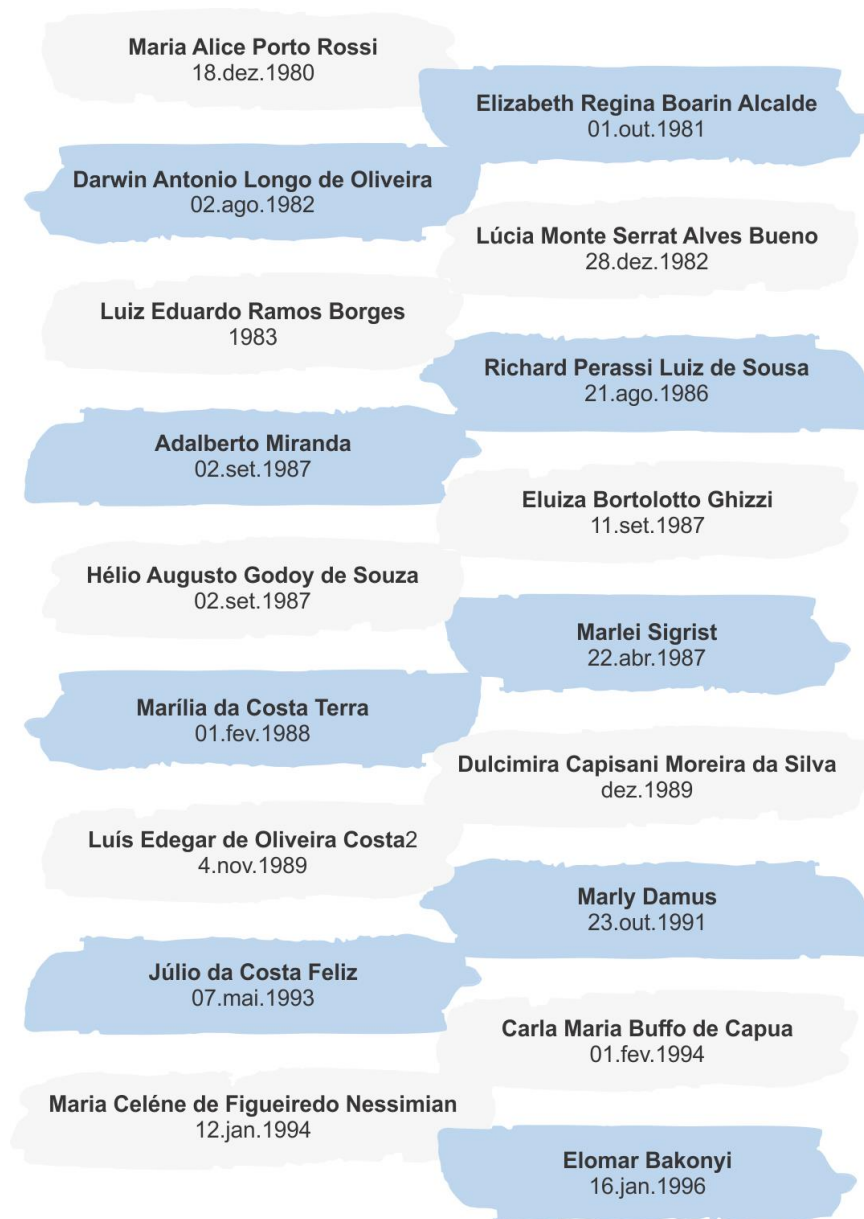 Maria Alice Porto Rossi
18.dez.1980
Elizabeth Regina Boarin Alcalde
01.out.1981
Darwin Antonio Longo de Oliveira
02.ago.1982
Lúcia Monte Serrat Alves Bueno
28.dez.1982
Luiz Eduardo Ramos Borges
1983
Richard Perassi Luiz de Sousa
21.ago.1986
Adalberto Miranda
02.set.1987
Eluiza Bortolotto Ghizzi
11.set.1987
Hélio Augusto Godoy de Souza
02.set.1987
Marlei Sigrist
22.abr.1987
Marília da Costa Terra
01.fev.1988
Dulcimira Capisani Moreira da Silva
dez.1989
Luís Edegar de Oliveira Costa2
4.nov.1989
Marly Damus
23.out.1991
Júlio da Costa Feliz
07.mai.1993
Carla Maria Buffo de Capua
01.fev.1994
Maria Celéne de Figueiredo Nessimian
12.jan.1994
Elomar Bakonyi
16.jan.1996